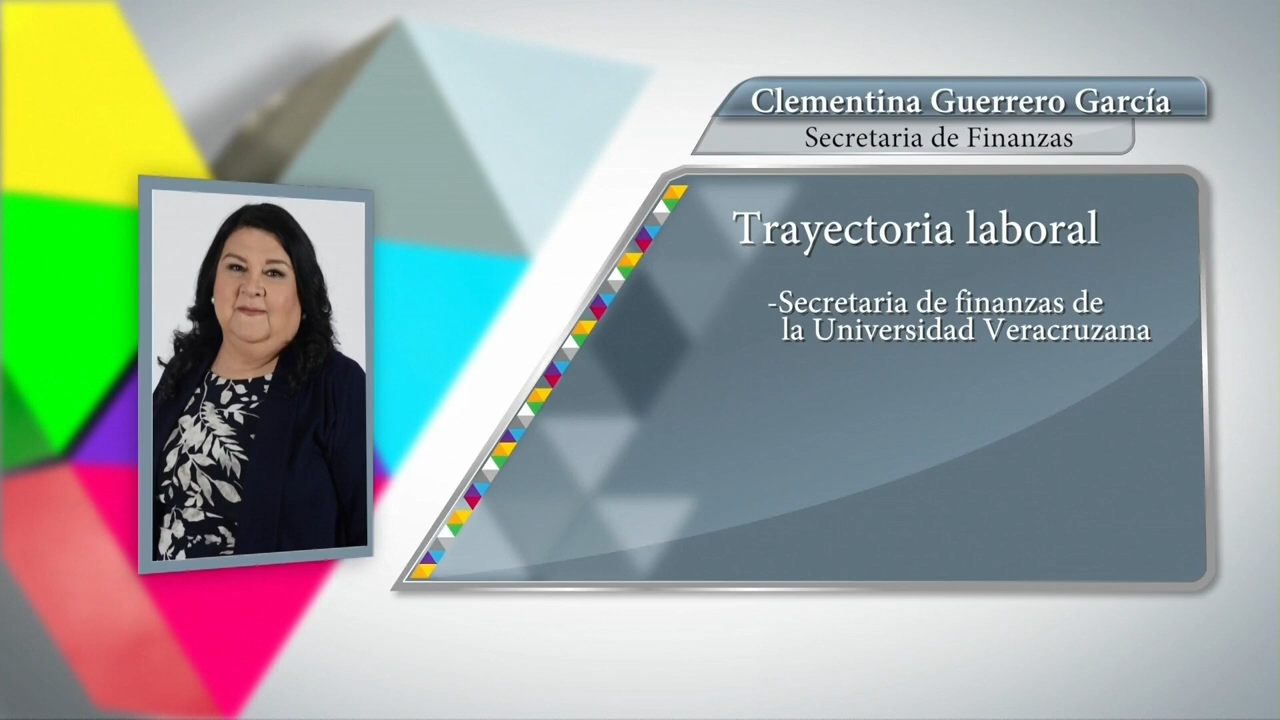 Clementina Guerrero García
Secretaria de Finanzas
Trayectoria laboral
-Secretaria de finanzas de
la Universidad Veracruzana